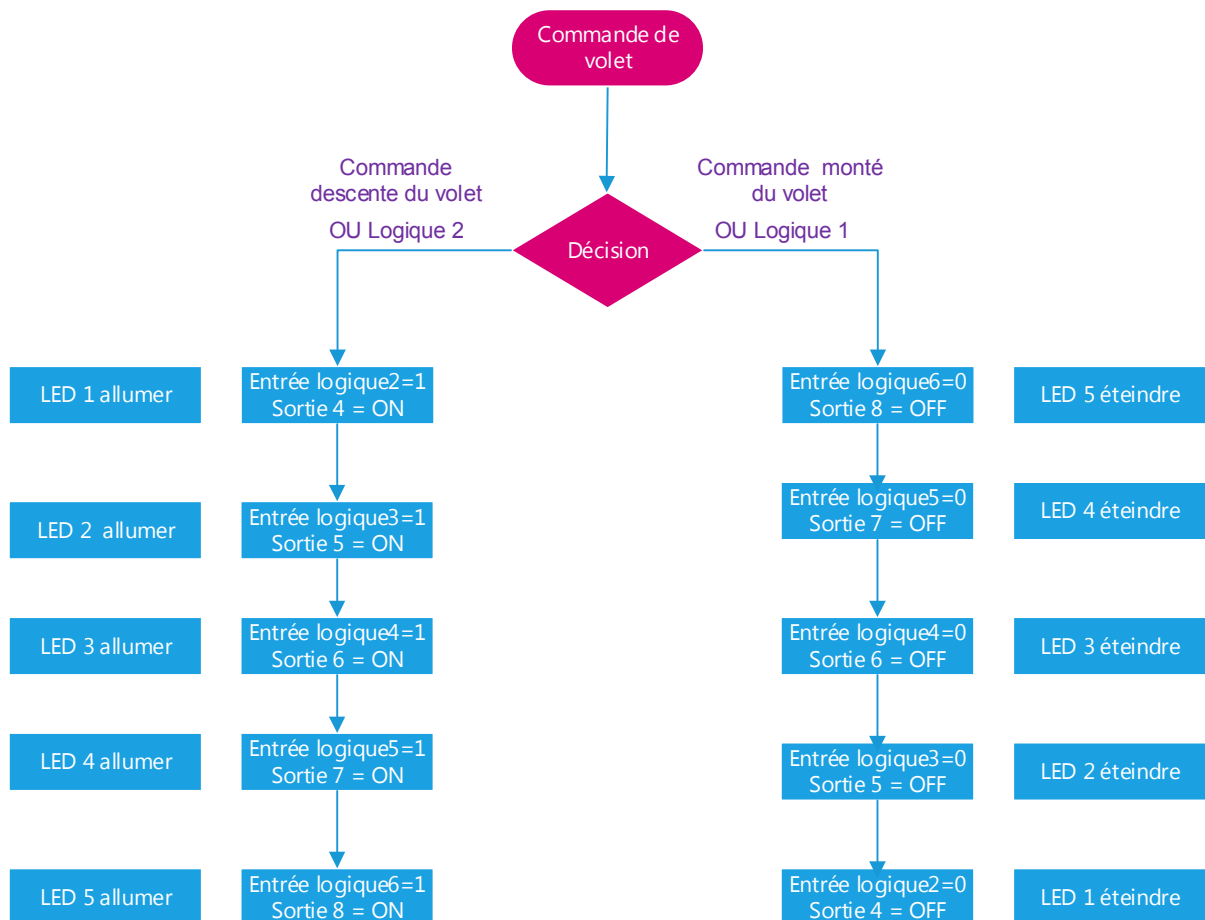 Commande de
volet
Commande
descente du volet
OU Logique 2
Commande monté
du volet
OU Logique 1
Décision
LED 1 allumer
Entrée logique2=1
Sortie 4 = ON
Entrée logique6=0
Sortie 8 = OFF
LED 5 éteindre
LED 2 allumer
Entrée logique3=1
Sortie 5 = ON
Entrée logique5=0
Sortie 7 = OFF
LED 4 éteindre
LED 3 allumer
Entrée logique4=1
Sortie 6 = ON
Entrée logique4=0
Sortie 6 = OFF
LED 3 éteindre
LED 4 allumer
Entrée logique5=1
Sortie 7 = ON
Entrée logique3=0
Sortie 5 = OFF
LED 2 éteindre
LED 5 allumer
Entrée logique6=1
Sortie 8 = ON
Entrée logique2=0
Sortie 4 = OFF
LED 1 éteindre